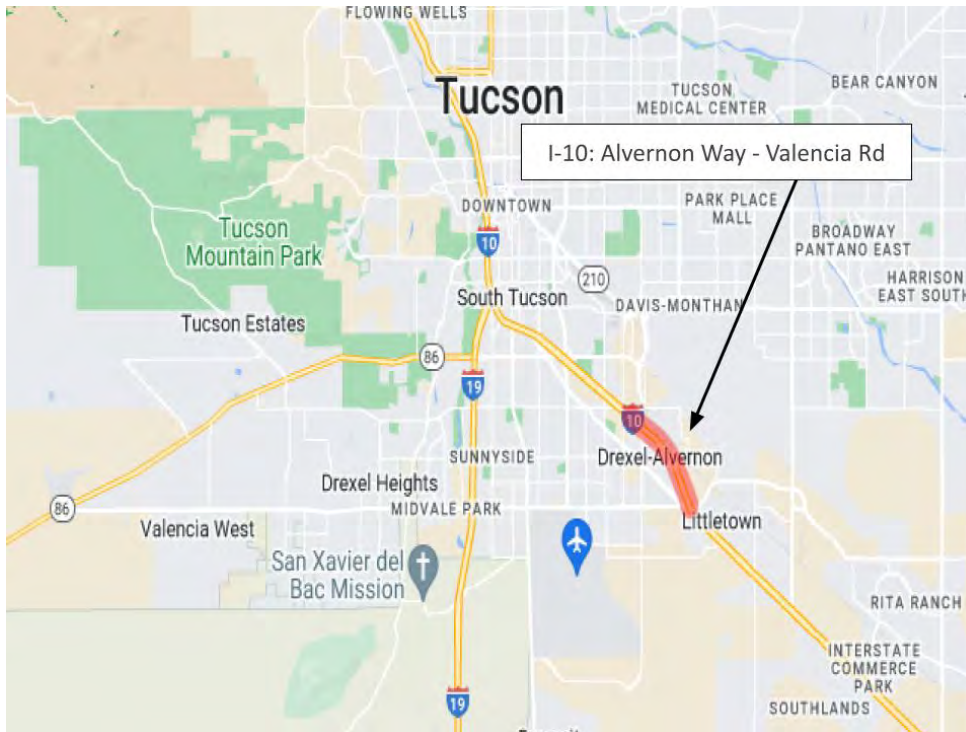 FLOWING WELLS
Tucson
BEAR CANYON
TUCSON
MEDICAL CENTER
I-10: Alvernon Way - Valencia Rd
DOWNTOWN
PARK PLACE
MALL
Tucson
Mountain Park
10
BROADWAY
PANTANO EAST
210
HARRISON
EAST SOUTH
South Tucson
DAVIS-MONTHAN
Tucson Estates
86
19
10
SUNNYSIDE
Drexel-Alvernon
Drexel Heights
86
MIDVALE PARK
Valencia West
Littletown
San Xavier del
Bac Mission
RITA RANCH
INTERSTATE
COMMERCE
PARK
19
SOUTHLANDS